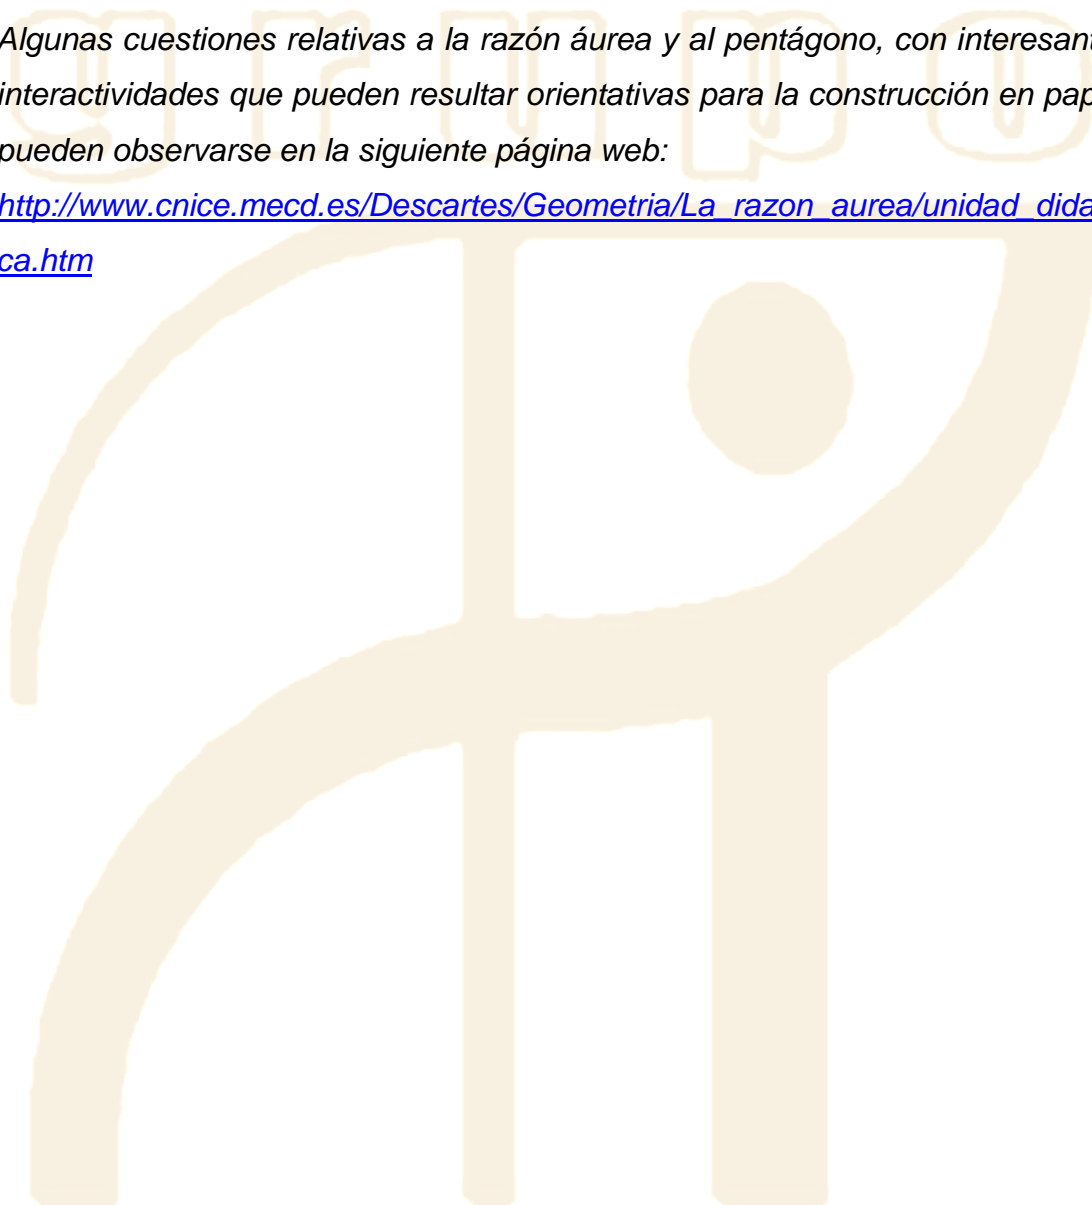 grupo
Algunas cuestiones relativas a la razón áurea y al pentágono, con interesant
interactividades que pueden resultar orientativas para la construcción en pap
pueden observarse en la siguiente página web:
http://www.cnice.mecd.es/Descartes/Geometria/La_razon_aurea/unidad_dida
ca.htm